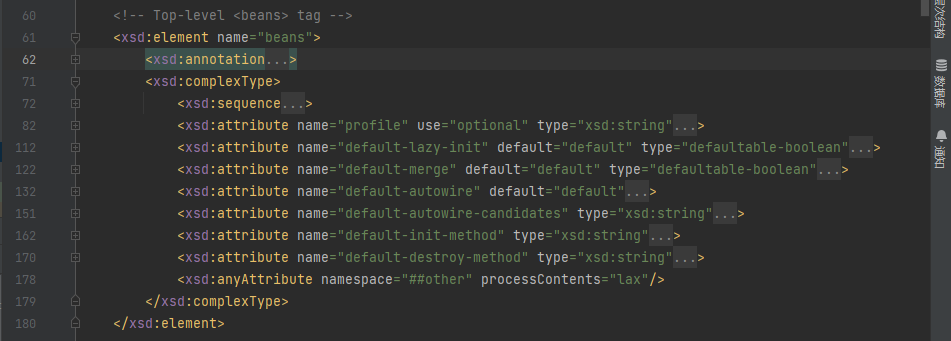 60 <!-- Top-level <beans> tag -->
61 <xsd:element name="beans">
62 <xsd:annotation...>
71 <xsd:complexType>
72 <xsd:sequence...>
82 <xsd:attribute name="profile" use="optional" type="xsd:string"...>
112 <xsd:attribute name="default-lazy-init" default="default" type="defaultable-boolean"...>
122 <xsd:attribute name="default-merge" default="default" type="defaultable-boolean"...>
132 <xsd:attribute name="default-autowire" default="default"...>
151 <xsd:attribute name="default-autowire-candidates" type="xsd:string"...>
162 <xsd:attribute name="default-init-method" type="xsd:string"...>
170 <xsd:attribute name="default-destroy-method" type="xsd:string"...>
178 <xsd:anyAttribute namespace="##other" processContents="lax"/>
179 </xsd:complexType>
180 </xsd:element>
层次结构
数据库
通知